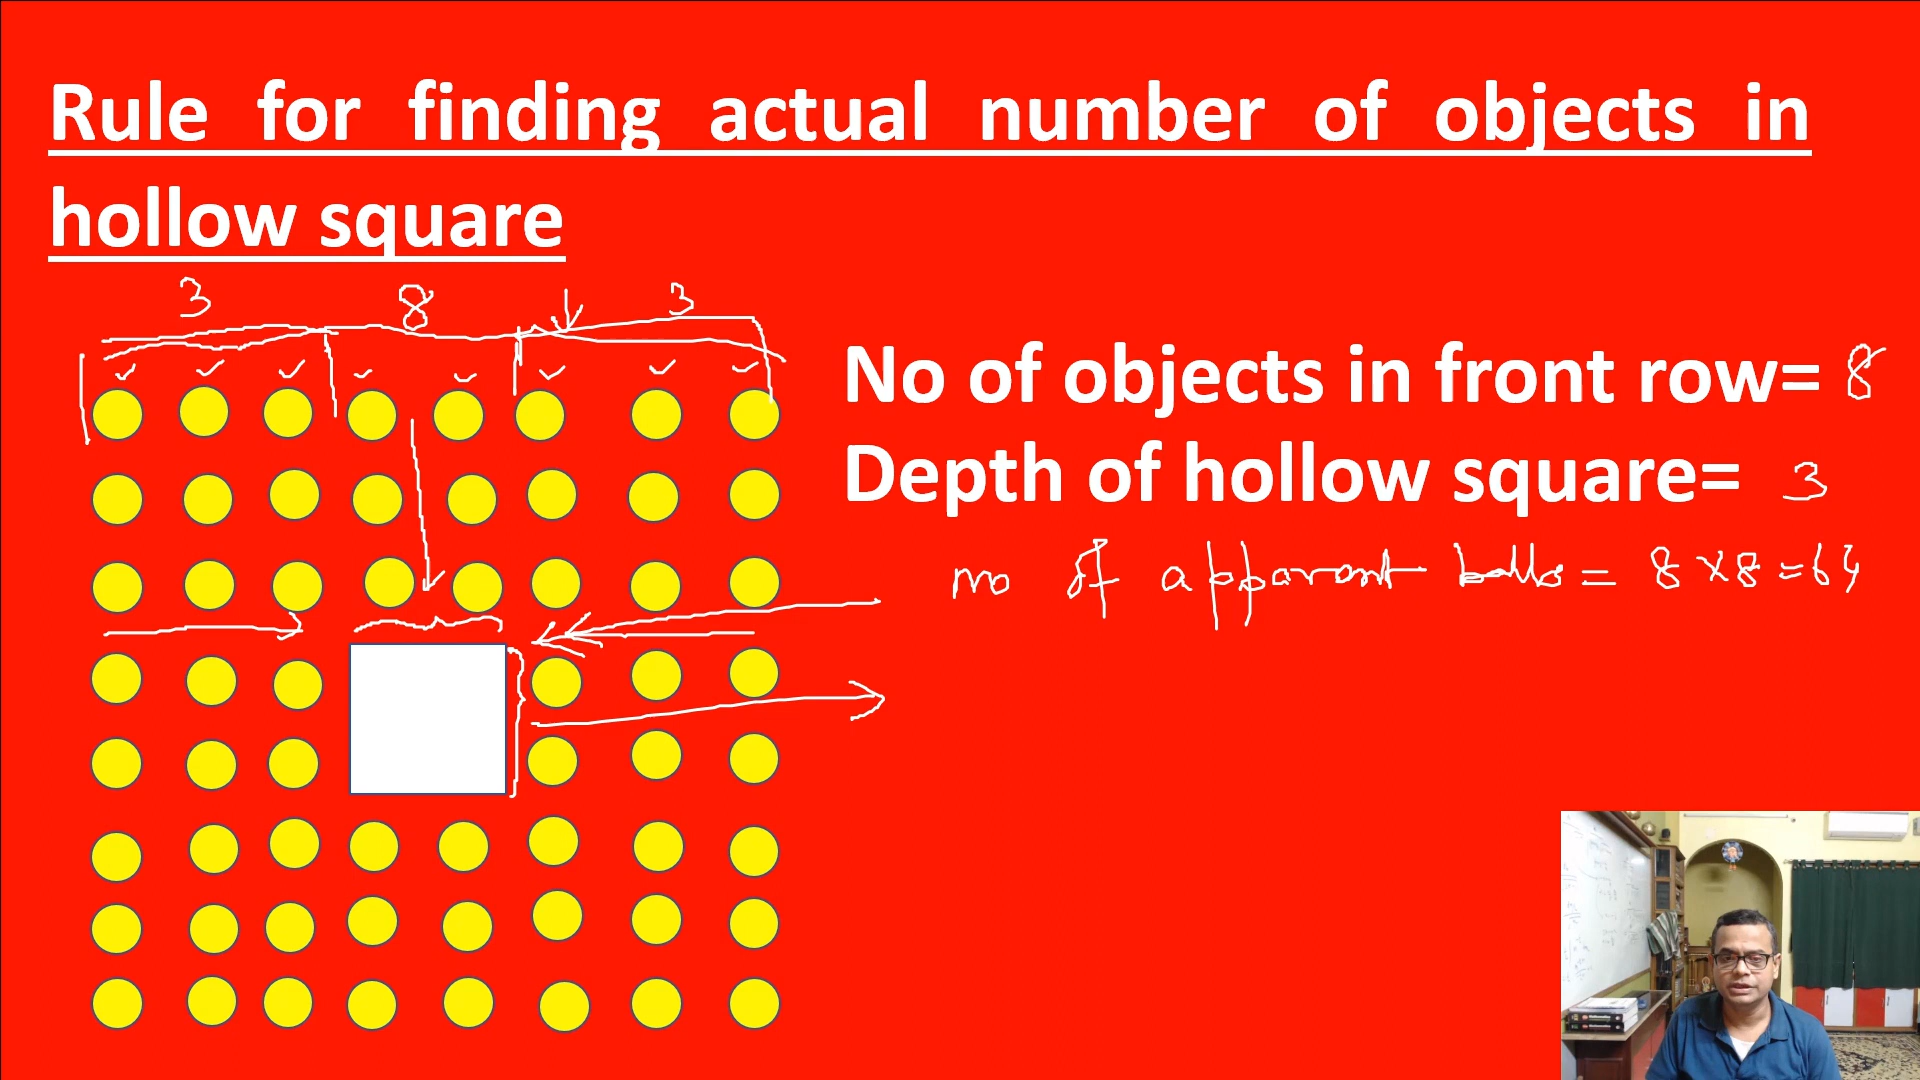 Rule for finding actual number of objects in
hollow square
3 8 3
No of objects in front row= 8
Depth of hollow square= 3
no of apparent balls = 8 x 8 = 64